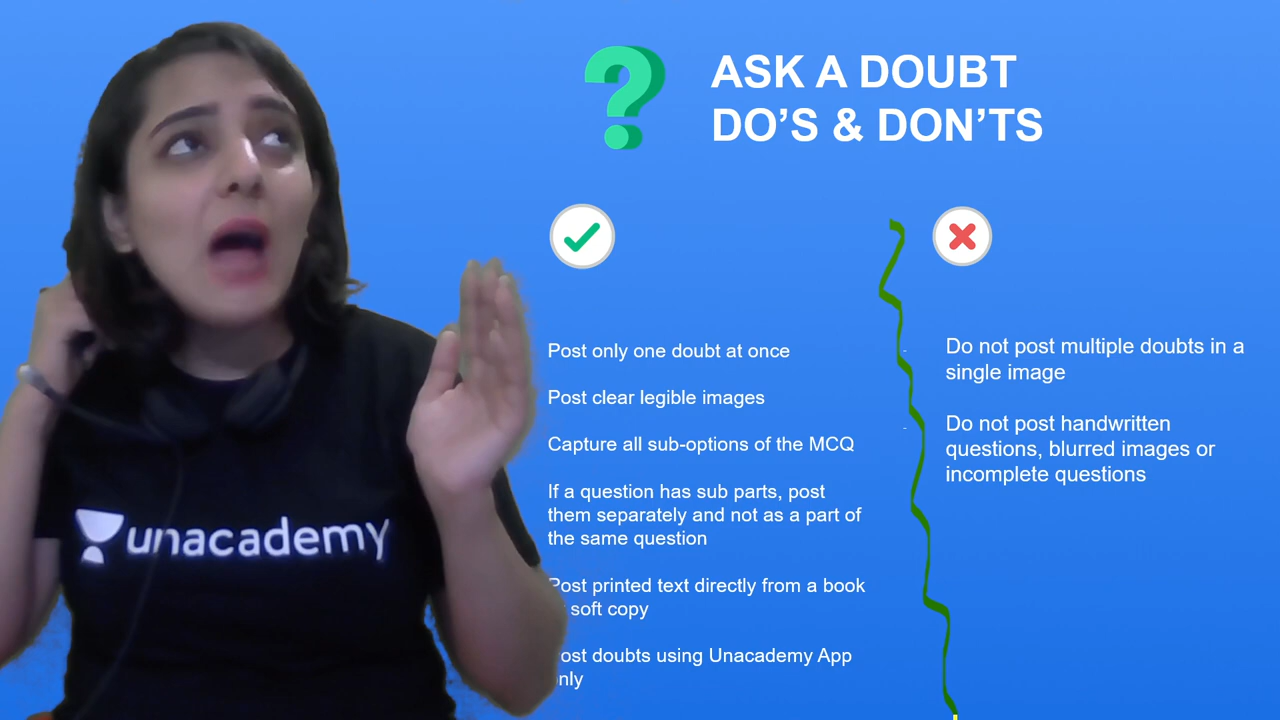 ASK A DOUBT
DO’S & DON’TS
Post only one doubt at once
Post clear legible images
Capture all sub-options of the MCQ
If a question has sub parts, post
them separately and not as a part of
the same question
Post printed text directly from a book
soft copy
doubts using Unacademy App
Do not post multiple doubts in a
single image
Do not post handwritten
questions, blurred images or
incomplete questions
unacademy